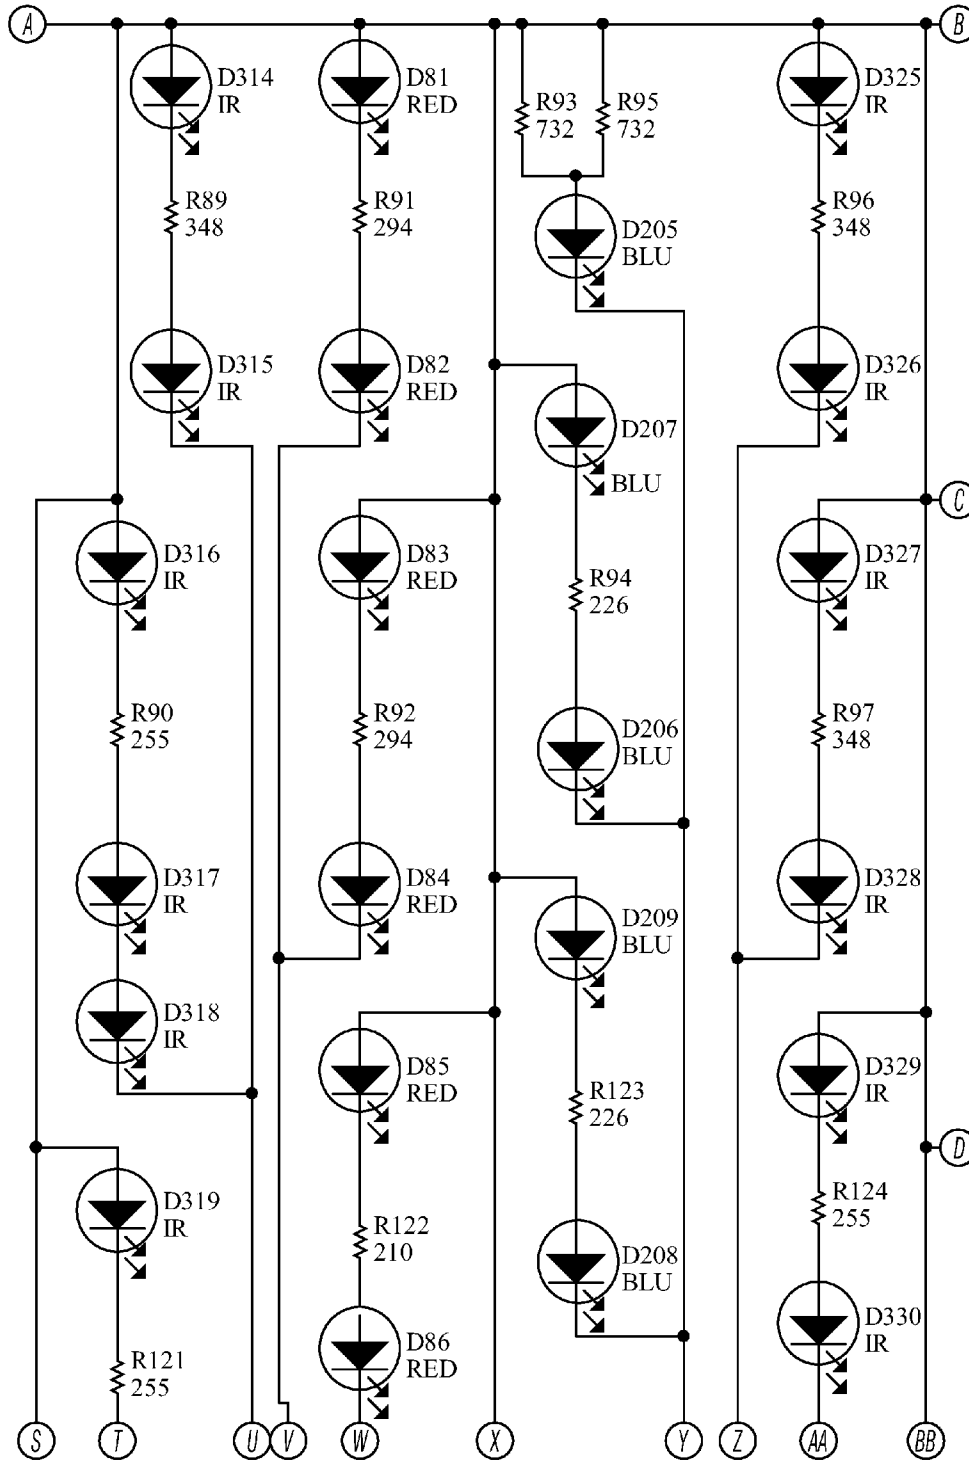 A
B
D314
IR
D81
RED
R93
732
R95
732
D325
IR
R89
348
R91
294
D205
BLU
R96
348
D315
IR
D82
RED
D207
BLU
D326
IR
C
D316
IR
D83
RED
R94
226
D327
IR
R90
255
R92
294
D206
BLU
R97
348
D317
IR
D84
RED
D209
BLU
D328
IR
D318
IR
D85
RED
R123
226
D329
IR
D
D319
IR
R122
210
D208
BLU
R124
255
R121
255
D86
RED
D330
IR
S
T
U
V
W
X
Y
Z
AA
BB